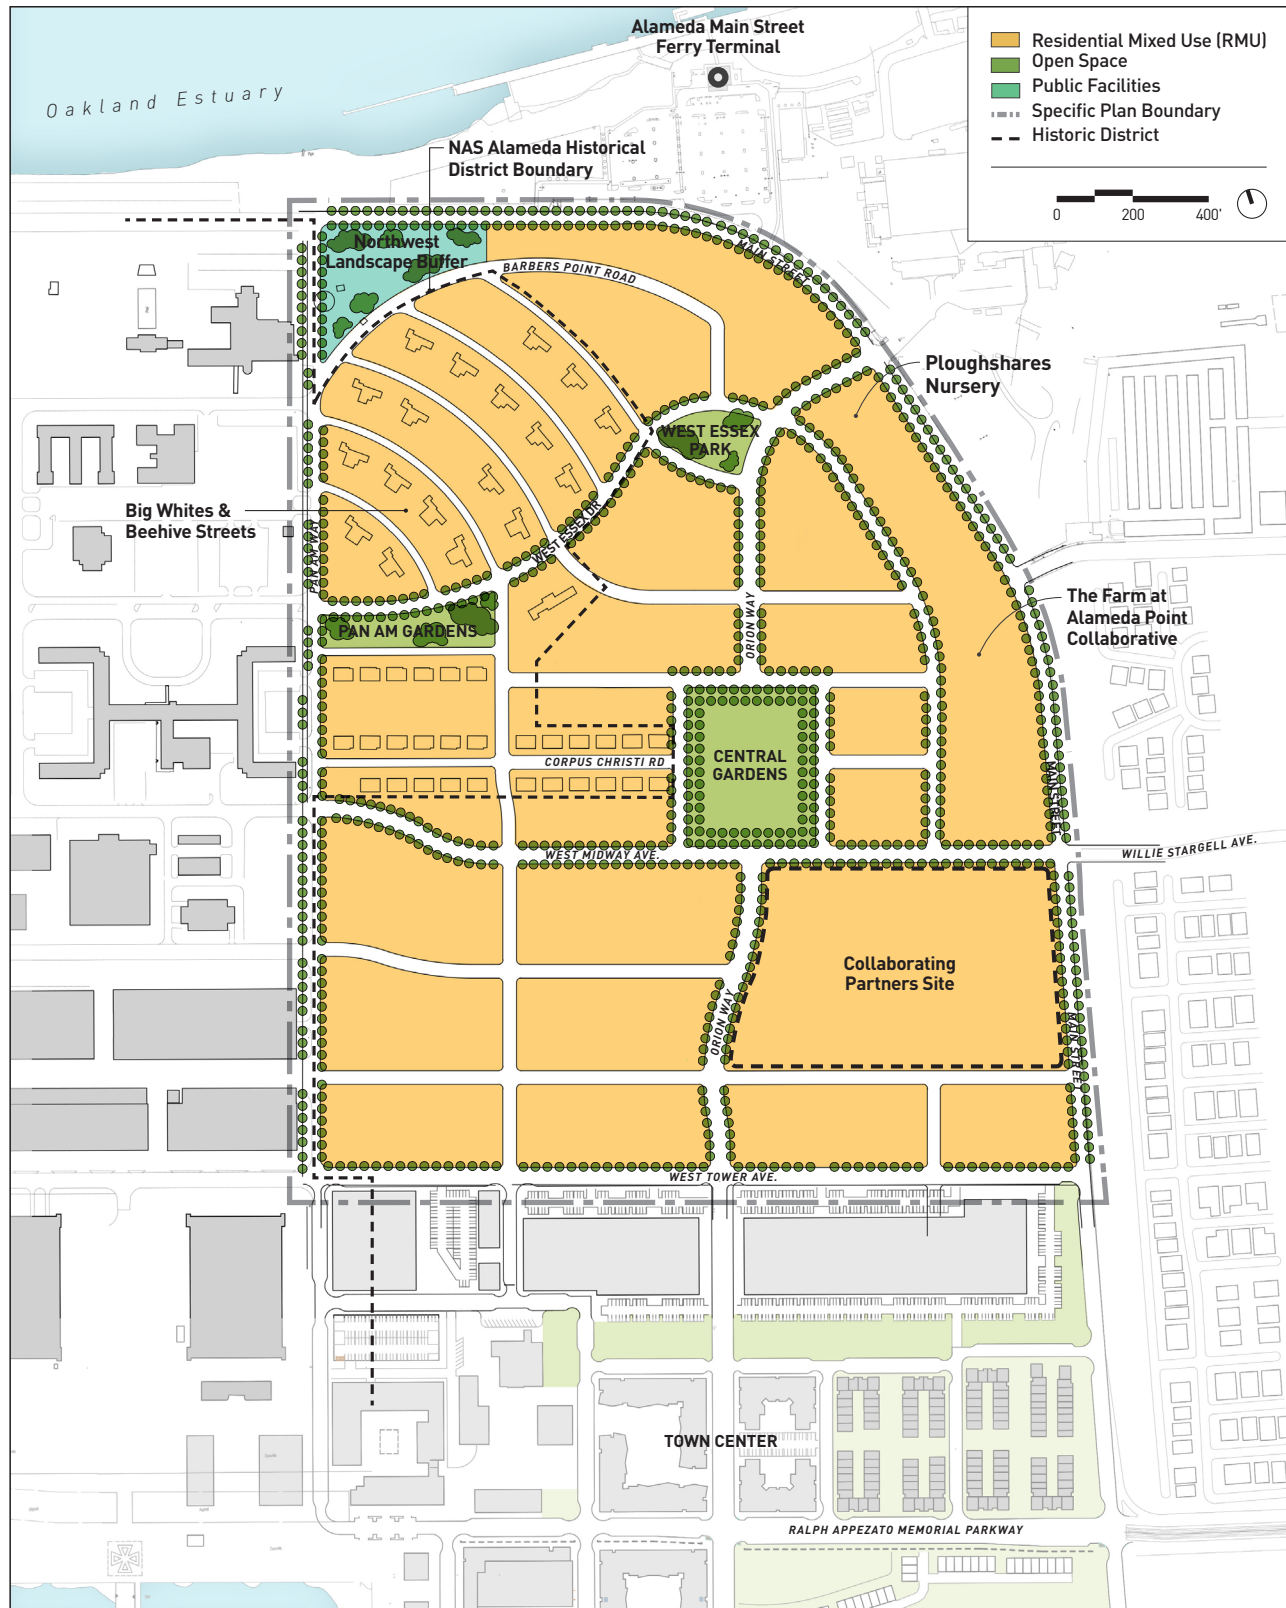 Alameda Main Street
Ferry Terminal
Residential Mixed Use (RMU)
Open Space
Public Facilities
Specific Plan Boundary
Historic District
0 200 400'
Oakland Estuary
NAS Alameda Historical
District Boundary
Northwest
Landscape Buffer
BARBERS POINT ROAD
MAIN STREET
Ploughshares
Nursery
WEST ESSEX
PARK
Big Whites &
Beehive Streets
PAN AM WAY
WEST ESSEX DR
The Farm at
Alameda Point
Collaborative
ORION WAY
PAN AM GARDENS
CENTRAL
GARDENS
CORPUS CHRISTI RD
MAIN STREET
WEST MIDWAY AVE.
WILLIE STARGELL AVE.
Collaborating
Partners Site
ORION WAY
MAIN STREET
WEST TOWER AVE.
TOWN CENTER
RALPH APPEZATO MEMORIAL PARKWAY